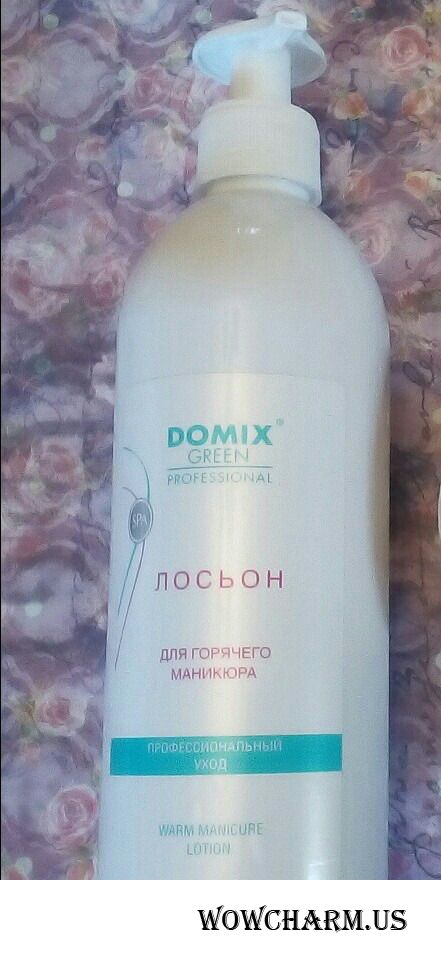 DOMIX®
GREEN
PROFESSIONAL
SPA
ЛОСЬОН
ДЛЯ ГОРЯЧЕГО
МАНИКЮРА
ПРОФЕССИОНАЛЬНЫЙ
УХОД
WARM MANICURE
LOTION
WOWCHARM.US